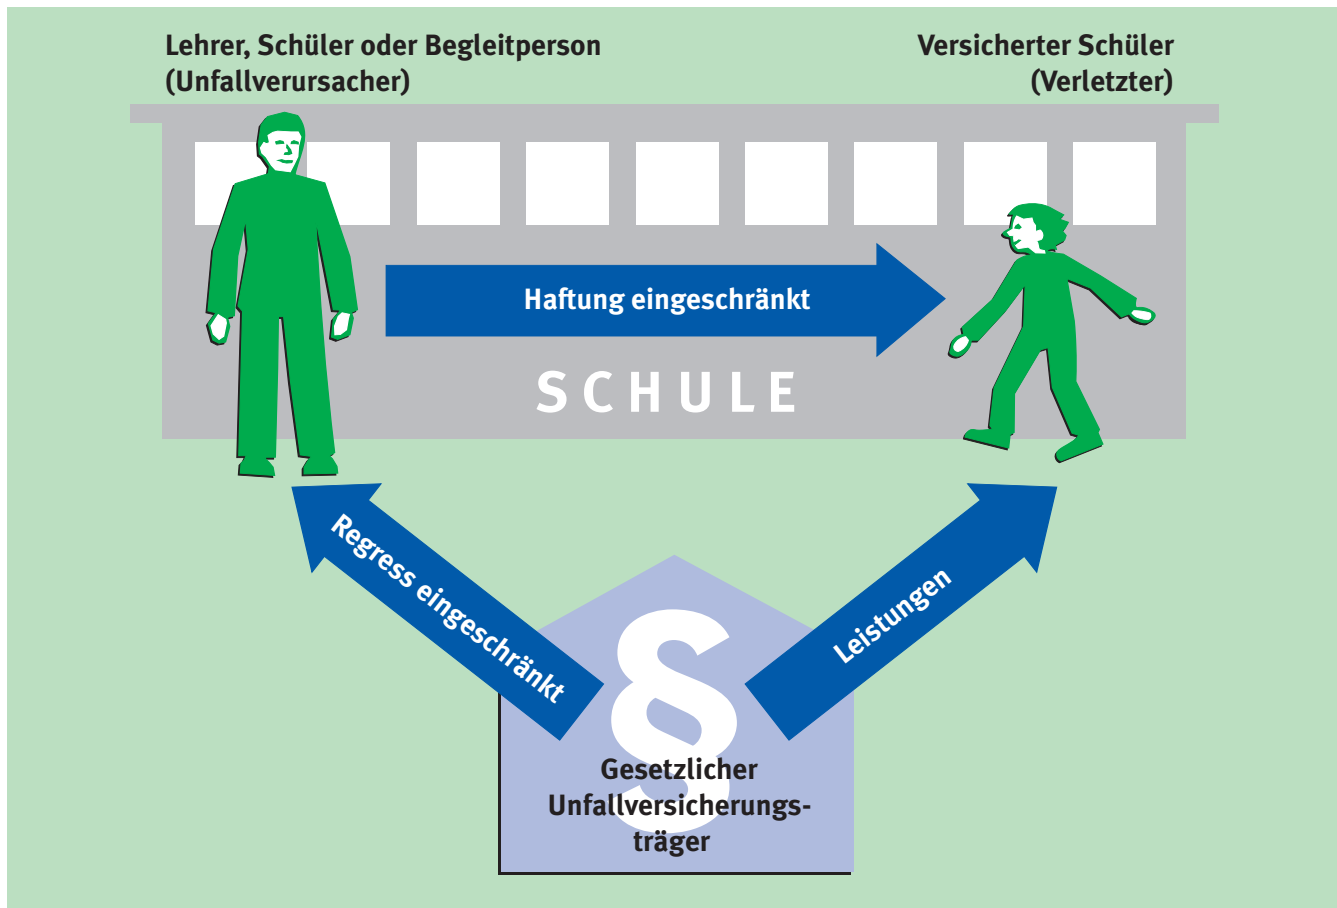 Lehrer, Schüler oder Begleitperson
(Unfallverursacher)
Versicherter Schüler
(Verletzter)
Haftung eingeschränkt
SCHULE
Regress eingeschränkt
Leistungen
§
Gesetzlicher
Unfallversicherungs-
träger